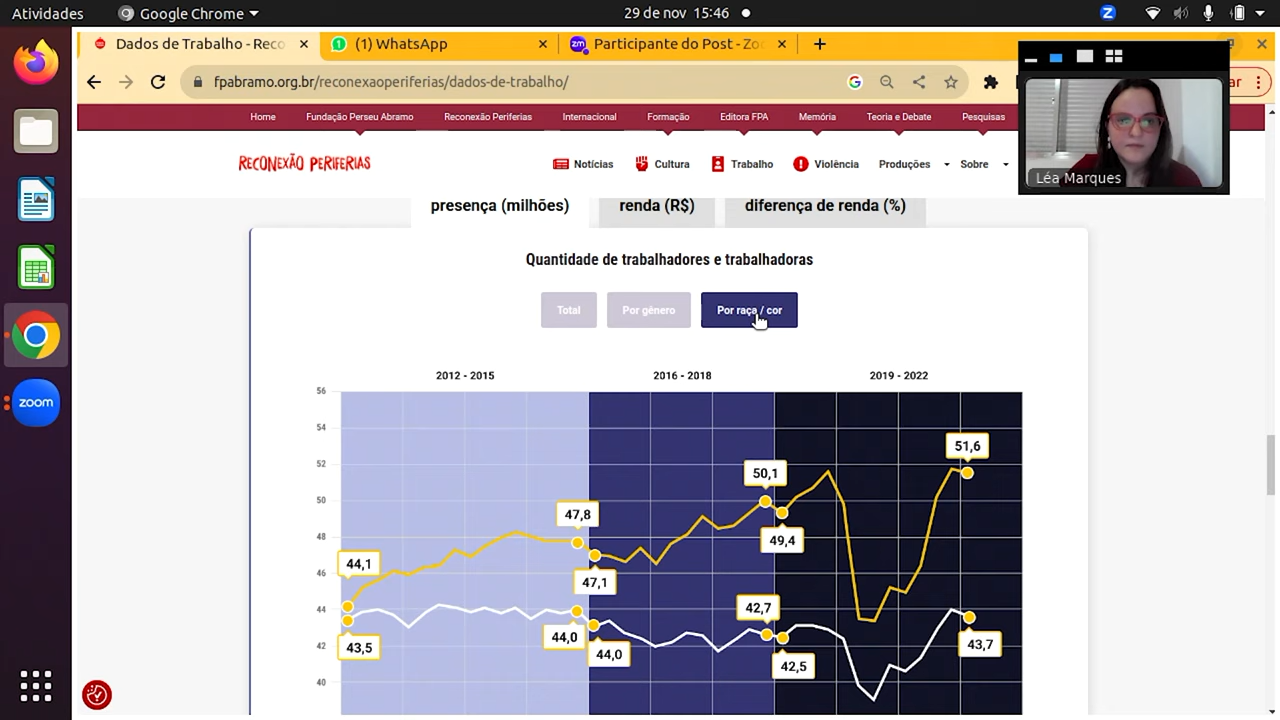 Atividades
Google Chrome
29 de nov 15:46
Dados de Trabalho - Reco
(1) WhatsApp
Participante do Post - Zoo
fpabramo.org.br/reconexaoperiferias/dados-de-trabalho/
Home
Fundação Perseu Abramo
Reconexão Periferias
Internacional
Formação
Editora FPA
Memória
Teoria e Debate
Pesquisas
RECONEXÃO PERIFERIAS
Notícias
Cultura
Trabalho
Violência
Produções
Sobre
Léa Marques
presença (milhões)
renda (R$)
diferença de renda (%)
Quantidade de trabalhadores e trabalhadoras
Total
Por gênero
Por raça / cor
2012 - 2015
2016 - 2018
2019 - 2022
56
54
52
50
48
46
44
42
40
44,1
43,5
47,8
44,0
47,1
44,0
50,1
42,7
49,4
42,5
51,6
43,7
zoom